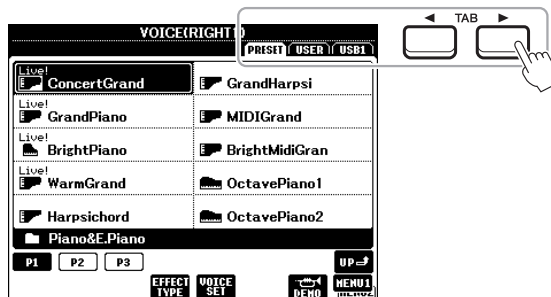 TAB
VOICE(RIGHT1)
PRESET USER USB1
Live!
ConcertGrand
GrandHarpsi
Live!
GrandPiano
MIDIGrand
Live!
BrightPiano
BrightMidiGran
Live!
WarmGrand
OctavePiano1
Harpsichord
OctavePiano2
Piano&E.Piano
P1 P2 P3
UP
EFFECT TYPE
VOICE SET
DEMO
MENU1
MENU2